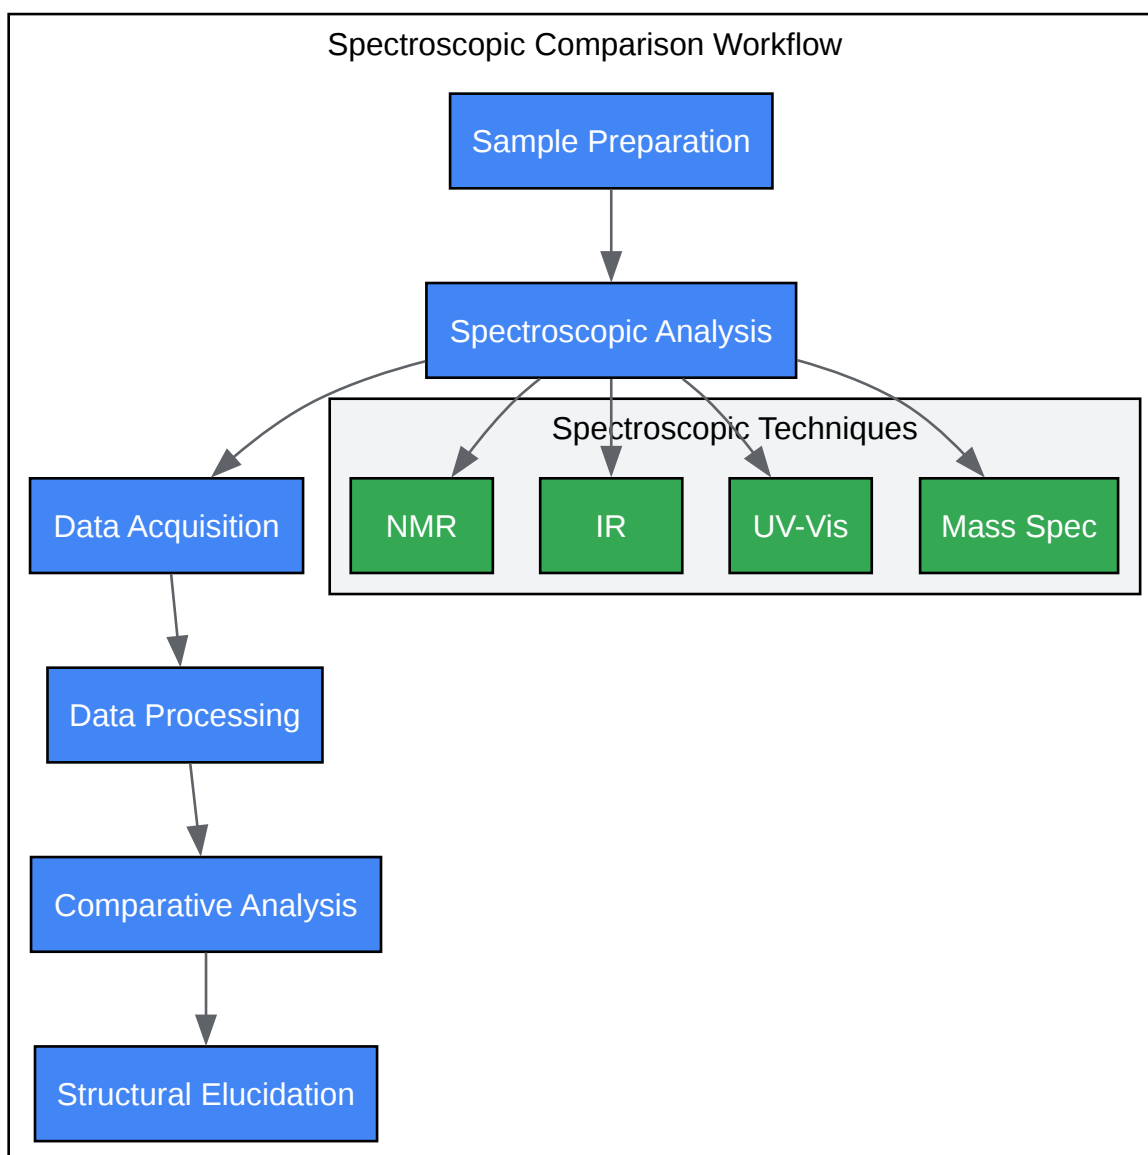 Spectroscopic Comparison Workflow
Sample Preparation
Spectroscopic Analysis
Spectroscopic Techniques
Data Acquisition
NMR
IR
UV-Vis
Mass Spec
Data Processing
Comparative Analysis
Structural Elucidation